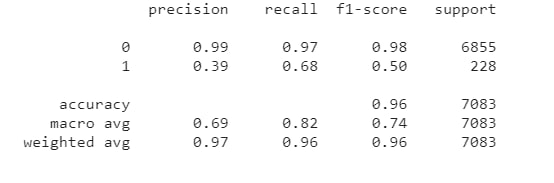 precision recall f1-score support
0 0.99 0.97 0.98 6855
1 0.39 0.68 0.50 228
accuracy 0.96 7083
macro avg 0.69 0.82 0.74 7083
weighted avg 0.97 0.96 0.96 7083